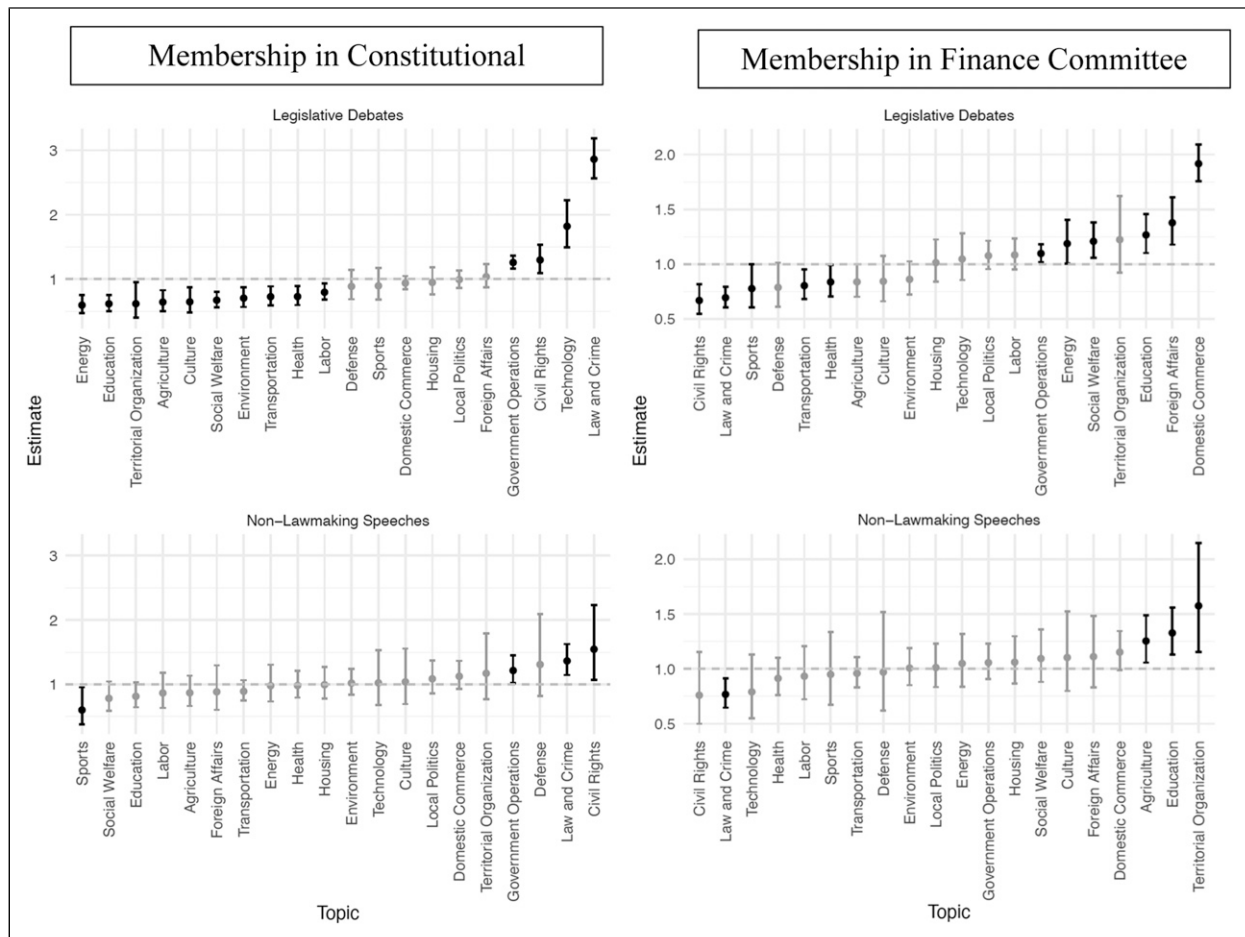 Membership in Constitutional
Legislative Debates
3
2
1
Energy
Education
Territorial Organization
Agriculture
Culture
Social Welfare
Environment
Transportation
Health
Labor
Defense
Sports
Domestic Commerce
Housing
Local Politics
Foreign Affairs
Government Operations
Civil Rights
Technology
Law and Crime
Estimate
Non-Lawmaking Speeches
3
2
1
Sports
Social Welfare
Education
Labor
Agriculture
Foreign Affairs
Transportation
Energy
Health
Housing
Environment
Technology
Culture
Local Politics
Domestic Commerce
Territorial Organization
Government Operations
Defense
Law and Crime
Civil Rights
Topic
Membership in Finance Committee
Legislative Debates
2.0
1.5
1.0
0.5
Civil Rights
Law and Crime
Sports
Defense
Transportation
Health
Agriculture
Culture
Environment
Housing
Technology
Local Politics
Labor
Government Operations
Energy
Social Welfare
Territorial Organization
Education
Foreign Affairs
Domestic Commerce
Estimate
Non-Lawmaking Speeches
2.0
1.5
1.0
0.5
Civil Rights
Law and Crime
Technology
Health
Labor
Sports
Transportation
Defense
Environment
Local Politics
Energy
Government Operations
Housing
Social Welfare
Culture
Foreign Affairs
Domestic Commerce
Agriculture
Education
Territorial Organization
Topic